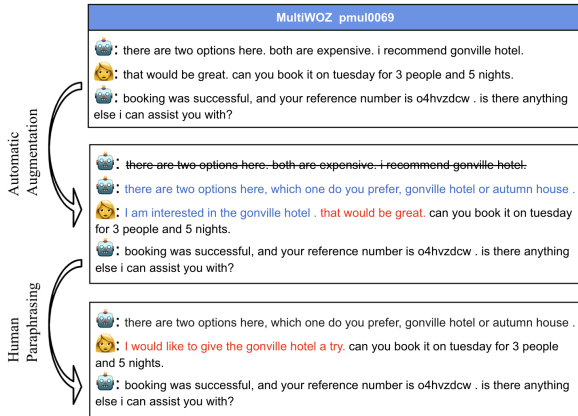 MultiWOZ pmul0069
: there are two options here. both are expensive. i recommend gonville hotel.
: that would be great. can you book it on tuesday for 3 people and 5 nights.
: booking was successful, and your reference number is o4hvzdcw . is there anything
else i can assist you with?
Automatic
Augmentation
: there are two options here. both are expensive. i recommend gonville hotel.
: there are two options here, which one do you prefer, gonville hotel or autumn house .
: I am interested in the gonville hotel . that would be great. can you book it on tuesday
for 3 people and 5 nights.
: booking was successful, and your reference number is o4hvzdcw . is there anything
else i can assist you with?
Human
Paraphrasing
: there are two options here, which one do you prefer, gonville hotel or autumn house .
: I would like to give the gonville hotel a try. can you book it on tuesday for 3 people
and 5 nights.
: booking was successful, and your reference number is o4hvzdcw . is there anything
else i can assist you with?